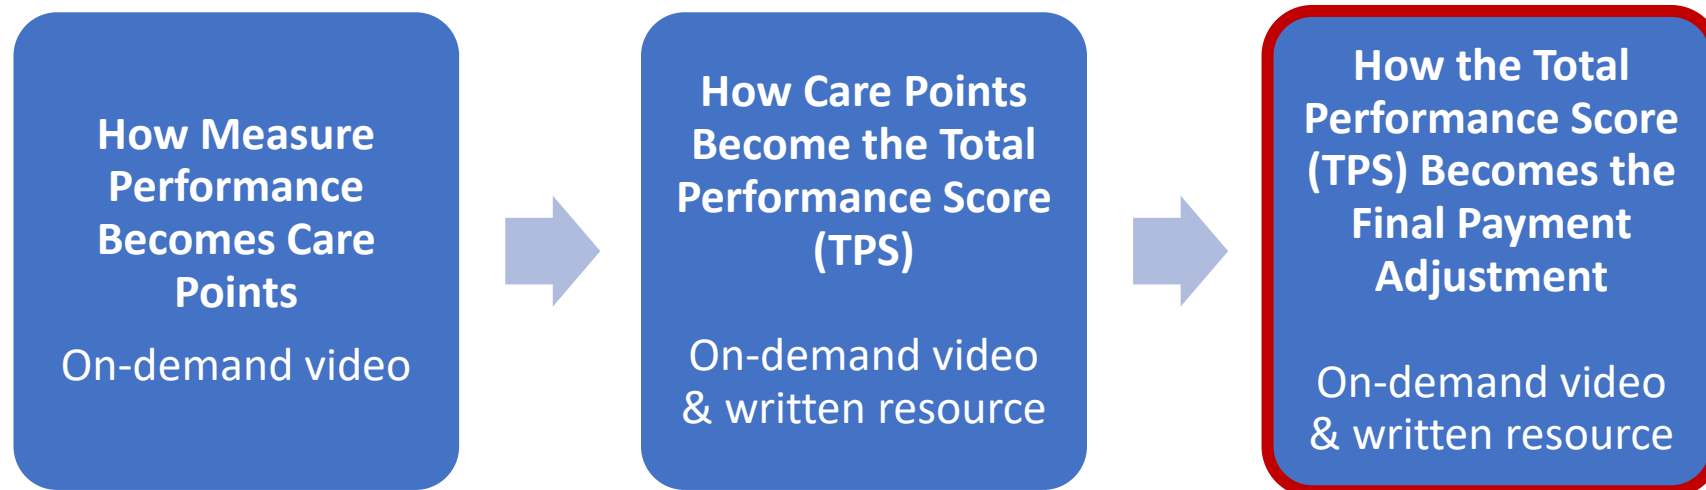 How Measure
Performance
Becomes Care
Points
On-demand video
How Care Points
Become the Total
Performance Score
(TPS)
On-demand video
& written resource
How the Total
Performance Score
(TPS) Becomes the
Final Payment
Adjustment
On-demand video
& written resource